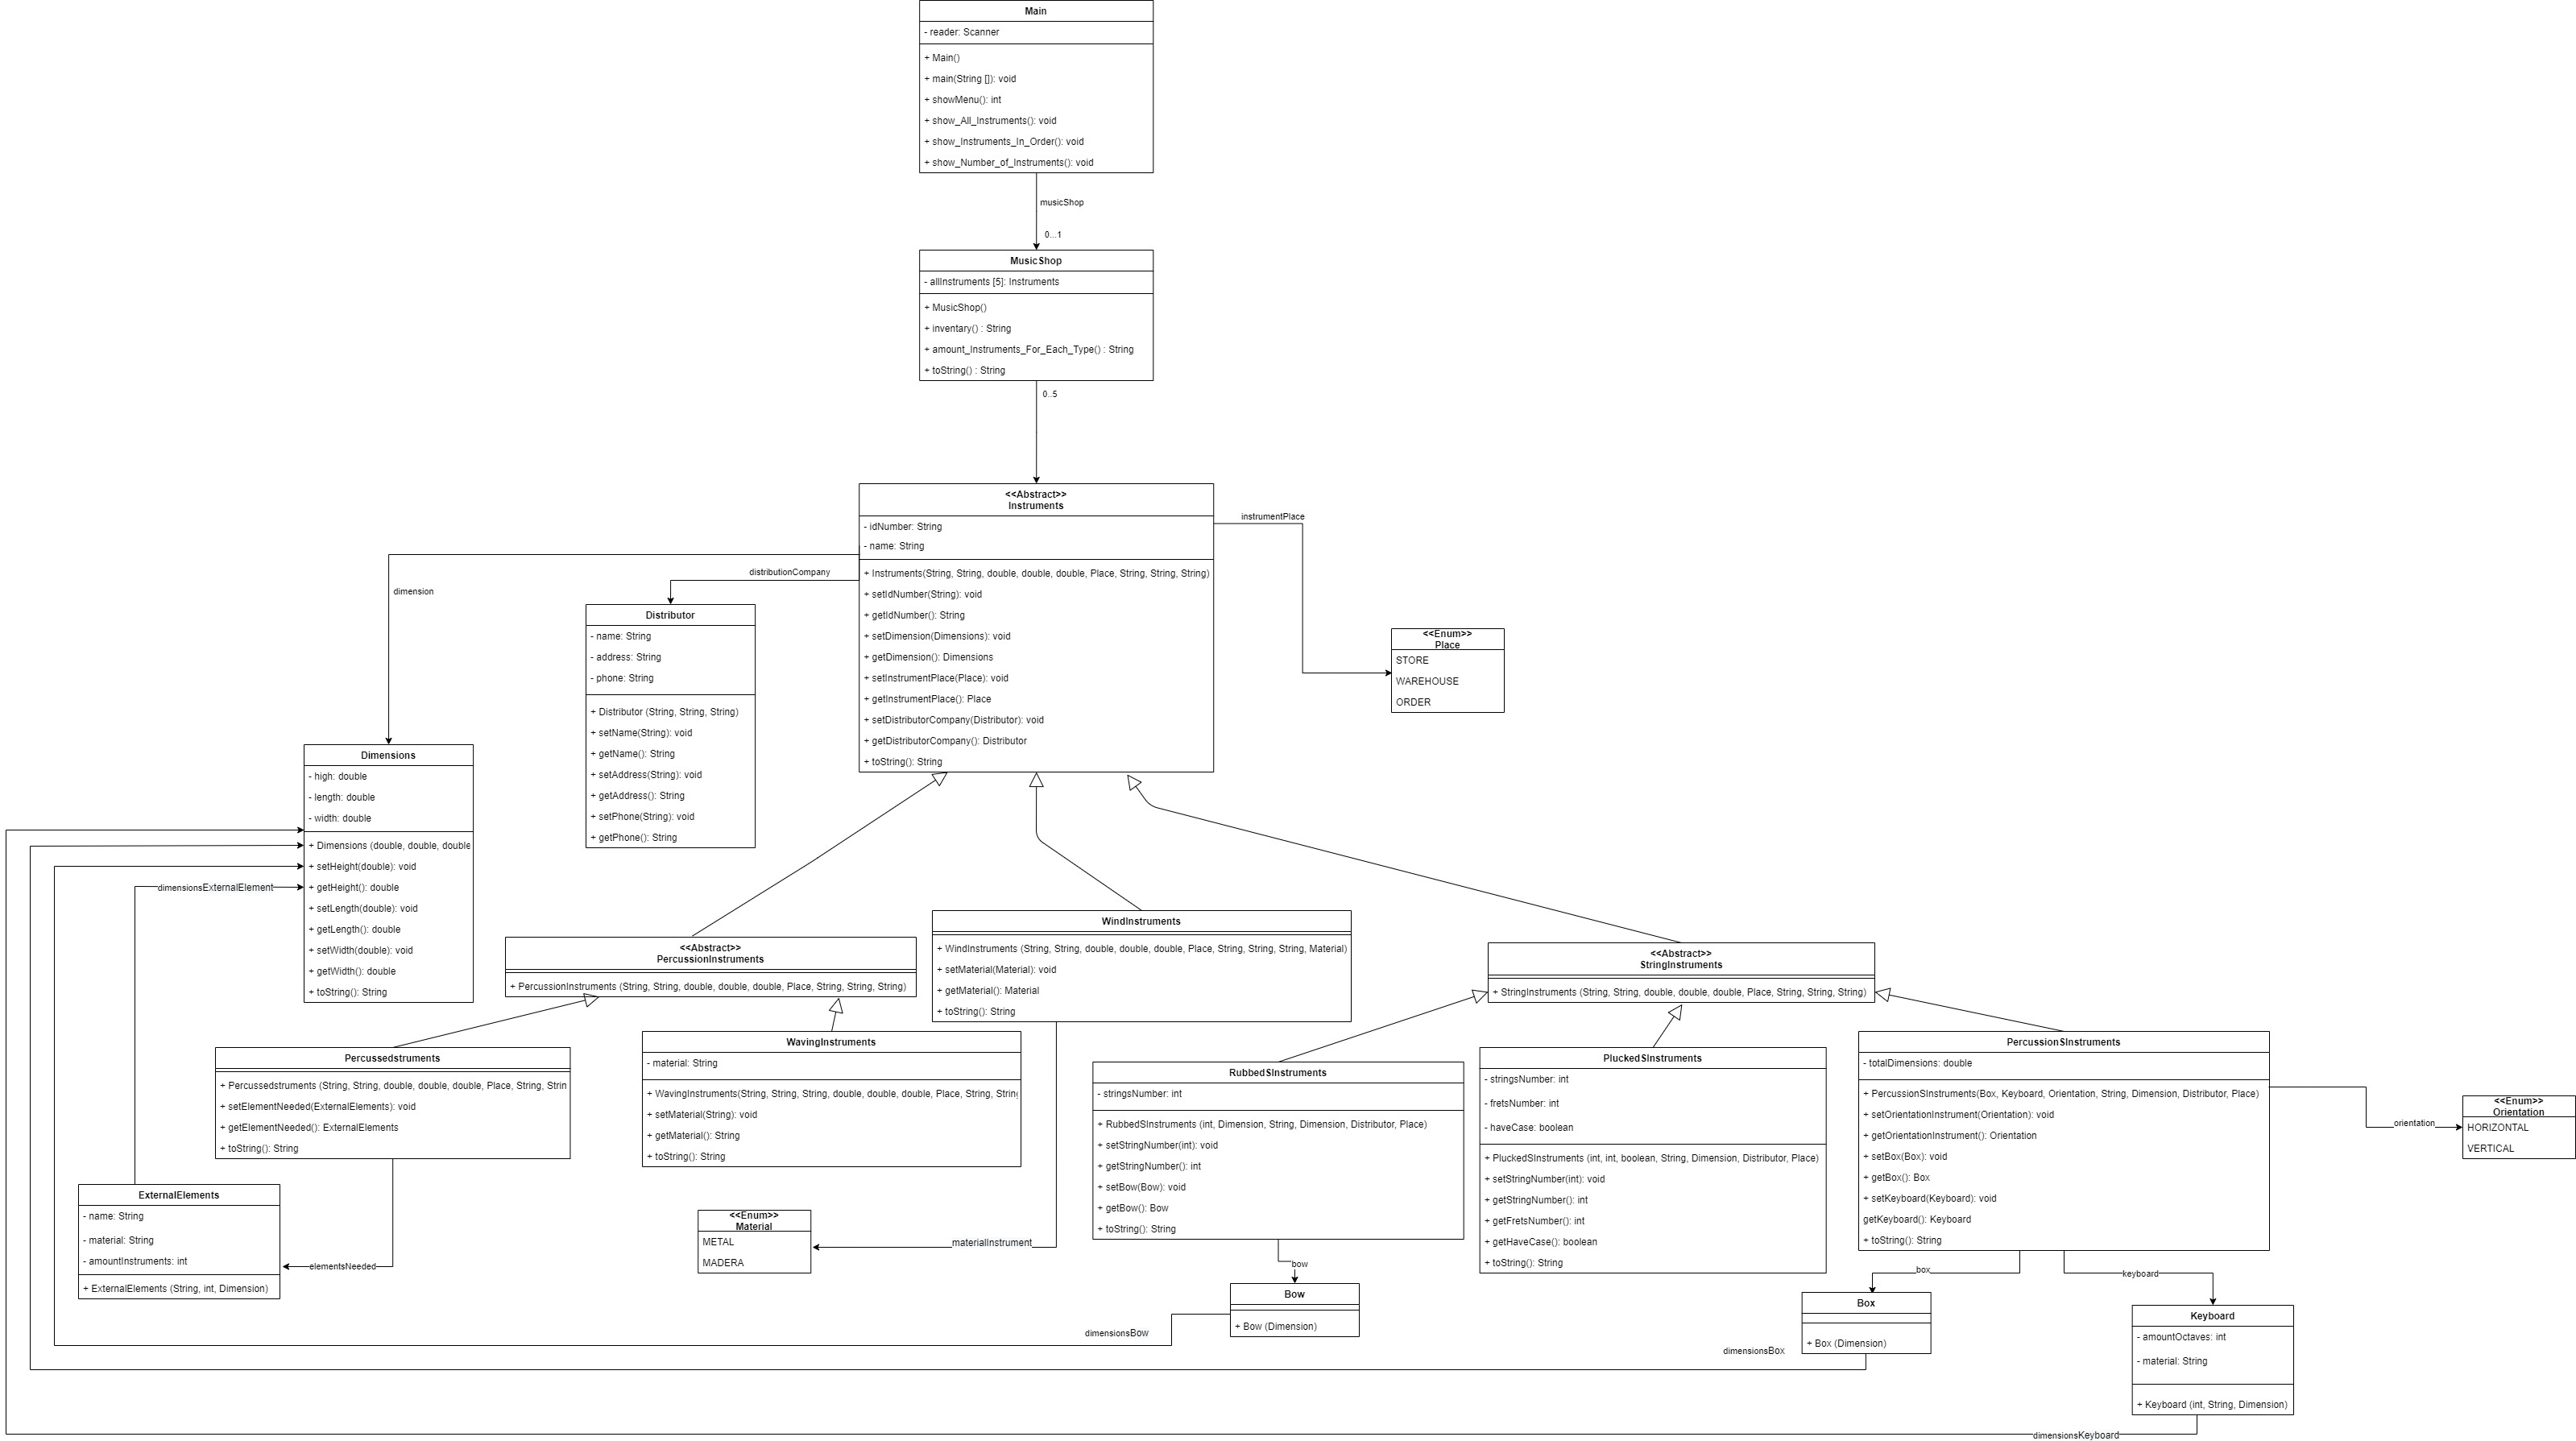 Main
- reader: Scanner
+ Main()
+ main(String []): void
+ showMenu(): int
+ show_All_Instruments(): void
+ show_Instruments_In_Order(): void
+ show_Number_of_Instruments(): void
musicShop
0...1
MusicShop
- allInstruments [5]: Instruments
+ MusicShop()
+ inventary() : String
+ amount_Instruments_For_Each_Type() : String
+ toString() : String
0..5
<<Abstract>>
Instruments
- idNumber: String
- name: String
+ Instruments(String, String, double, double, double, Place, String, String, String)
+ setIdNumber(String): void
+ getIdNumber(): String
+ setDimension(Dimensions): void
+ getDimension(): Dimensions
+ setInstrumentPlace(Place): void
+ getInstrumentPlace(): Place
+ setDistributorCompany(Distributor): void
+ getDistributorCompany(): Distributor
+ toString(): String
instrumentPlace
distributionCompany
dimension
Distributor
- name: String
- address: String
- phone: String
+ Distributor (String, String, String)
+ setName(String): void
+ getName(): String
+ setAddress(String): void
+ getAddress(): String
+ setPhone(String): void
+ getPhone(): String
<<Enum>>
Place
STORE
WAREHOUSE
ORDER
Dimensions
- high: double
- length: double
- width: double
+ Dimensions (double, double, double
+ setHeight(double): void
+ getHeight(): double
+ setLength(double): void
+ getLength(): double
+ setWidth(double): void
+ getWidth(): double
+ toString(): String
dimensionsExternalElement
<<Abstract>>
PercussionInstruments
+ PercussionInstruments (String, String, double, double, double, Place, String, String, String)
WindInstruments
+ WindInstruments (String, String, double, double, double, Place, String, String, String, Material)
+ setMaterial(Material): void
+ getMaterial(): Material
+ toString(): String
<<Abstract>>
StringInstruments
+ StringInstruments (String, String, double, double, double, Place, String, String, String)
Percussedstruments
+ Percussedstruments (String, String, double, double, double, Place, String, Strin
+ setElementNeeded(ExternalElements): void
+ getElementNeeded(): ExternalElements
+ toString(): String
WavingInstruments
- material: String
+ WavingInstruments(String, String, String, double, double, double, Place, String, String
+ setMaterial(String): void
+ getMaterial(): String
+ toString(): String
RubbedSInstruments
- stringsNumber: int
+ RubbedSInstruments (int, Dimension, String, Dimension, Distributor, Place)
+ setStringNumber(int): void
+ getStringNumber(): int
+ setBow(Bow): void
+ getBow(): Bow
+ toString(): String
PluckedSInstruments
- stringsNumber: int
- fretsNumber: int
- haveCase: boolean
+ PluckedSInstruments (int, int, boolean, String, Dimension, Distributor, Place)
+ setStringNumber(int): void
+ getStringNumber(): int
+ getFretsNumber(): int
+ getHaveCase(): boolean
+ toString(): String
PercussionSInstruments
- totalDimensions: double
+ PercussionSInstruments(Box, Keyboard, Orientation, String, Dimension, Distributor, Place)
+ setOrientationInstrument(Orientation): void
+ getOrientationInstrument(): Orientation
+ setBox(Box): void
+ getBox(): Box
+ setKeyboard(Keyboard): void
getKeyboard(): Keyboard
+ toString(): String
orientation
<<Enum>>
Orientation
HORIZONTAL
VERTICAL
ExternalElements
- name: String
- material: String
- amountInstruments: int
+ ExternalElements (String, int, Dimension)
elementsNeeded
<<Enum>>
Material
METAL
MADERA
materialInstrument
bow
Bow
+ Bow (Dimension)
dimensionsBow
box
Box
+ Box (Dimension)
dimensionsBox
keyboard
Keyboard
- amountOctaves: int
- material: String
+ Keyboard (int, String, Dimension)
dimensionsKeyboard